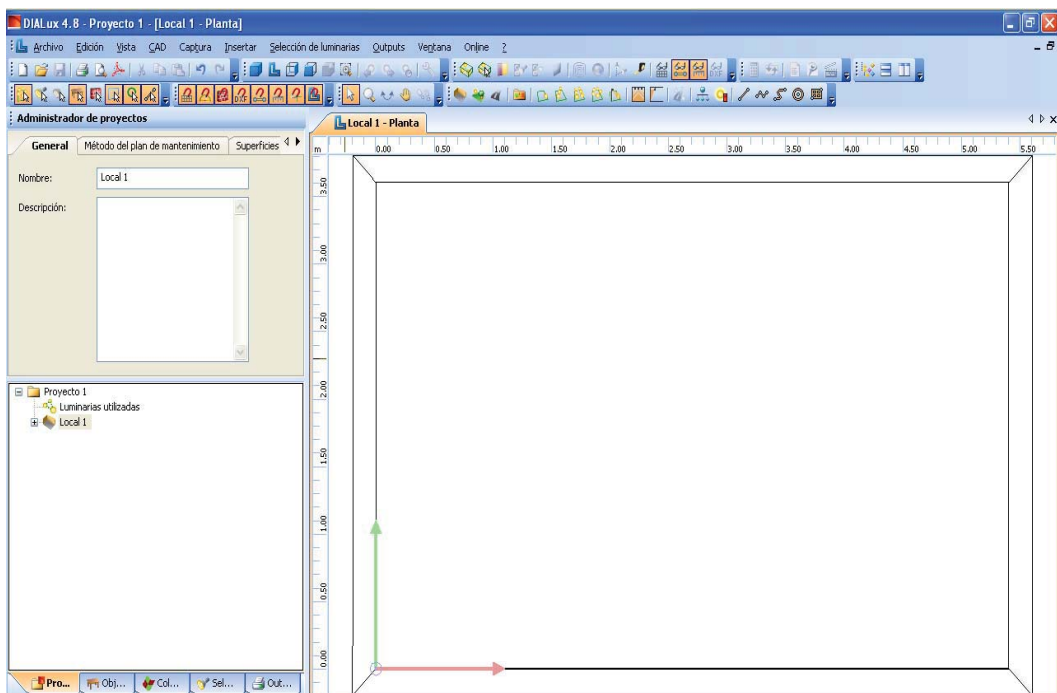 DIALux 4.8 - Proyecto 1 - [Local 1 - Planta]
Archivo Edición Vista CAD Captura Insertar Selección de luminarias Outputs Ventana Online ?
Administrador de proyectos
Local 1 - Planta
General Método del plan de mantenimiento Superficies
m 0.00 0.50 1.00 1.50 2.00 2.50 3.00 3.50 4.00 4.50 5.00 5.50
Nombre: Local 1
Descripción:
3.50
3.00
2.50
2.00
1.50
1.00
0.50
0.00
Proyecto 1
Luminarias utilizadas
Local 1
Pro... Obj... Col... Sel... Out...